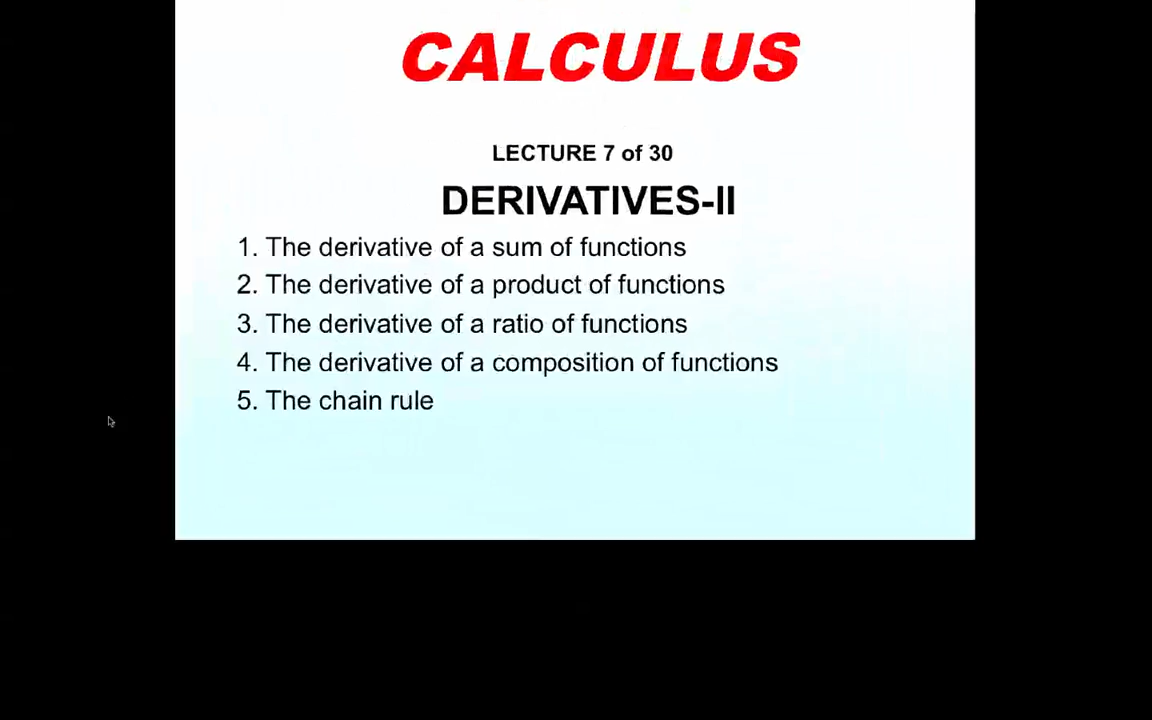 CALCULUS
LECTURE 7 of 30
DERIVATIVES-II
1. The derivative of a sum of functions
2. The derivative of a product of functions
3. The derivative of a ratio of functions
4. The derivative of a composition of functions
5. The chain rule